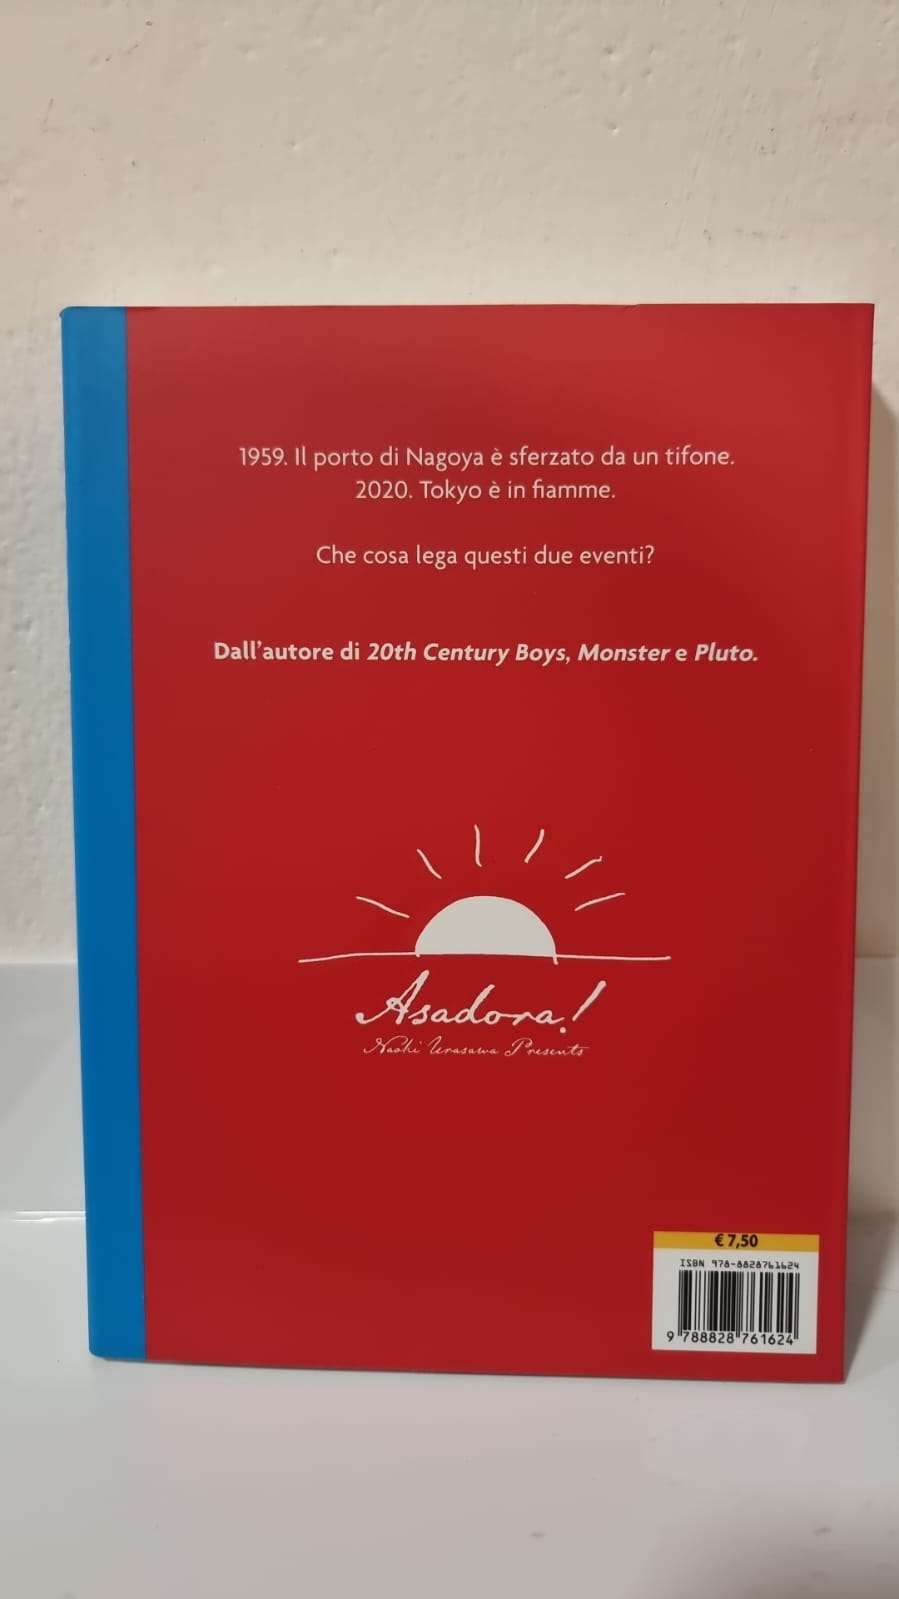 1959. Il porto di Nagoya è sferzato da un tifone.
2020. Tokyo è in fiamme.
Che cosa lega questi due eventi?
Dall'autore di 20th Century Boys, Monster e Pluto.
Asadora!
Naoki Urasawa Presents
€ 7,50
ISBN 978-8828761624
9 788828 761624